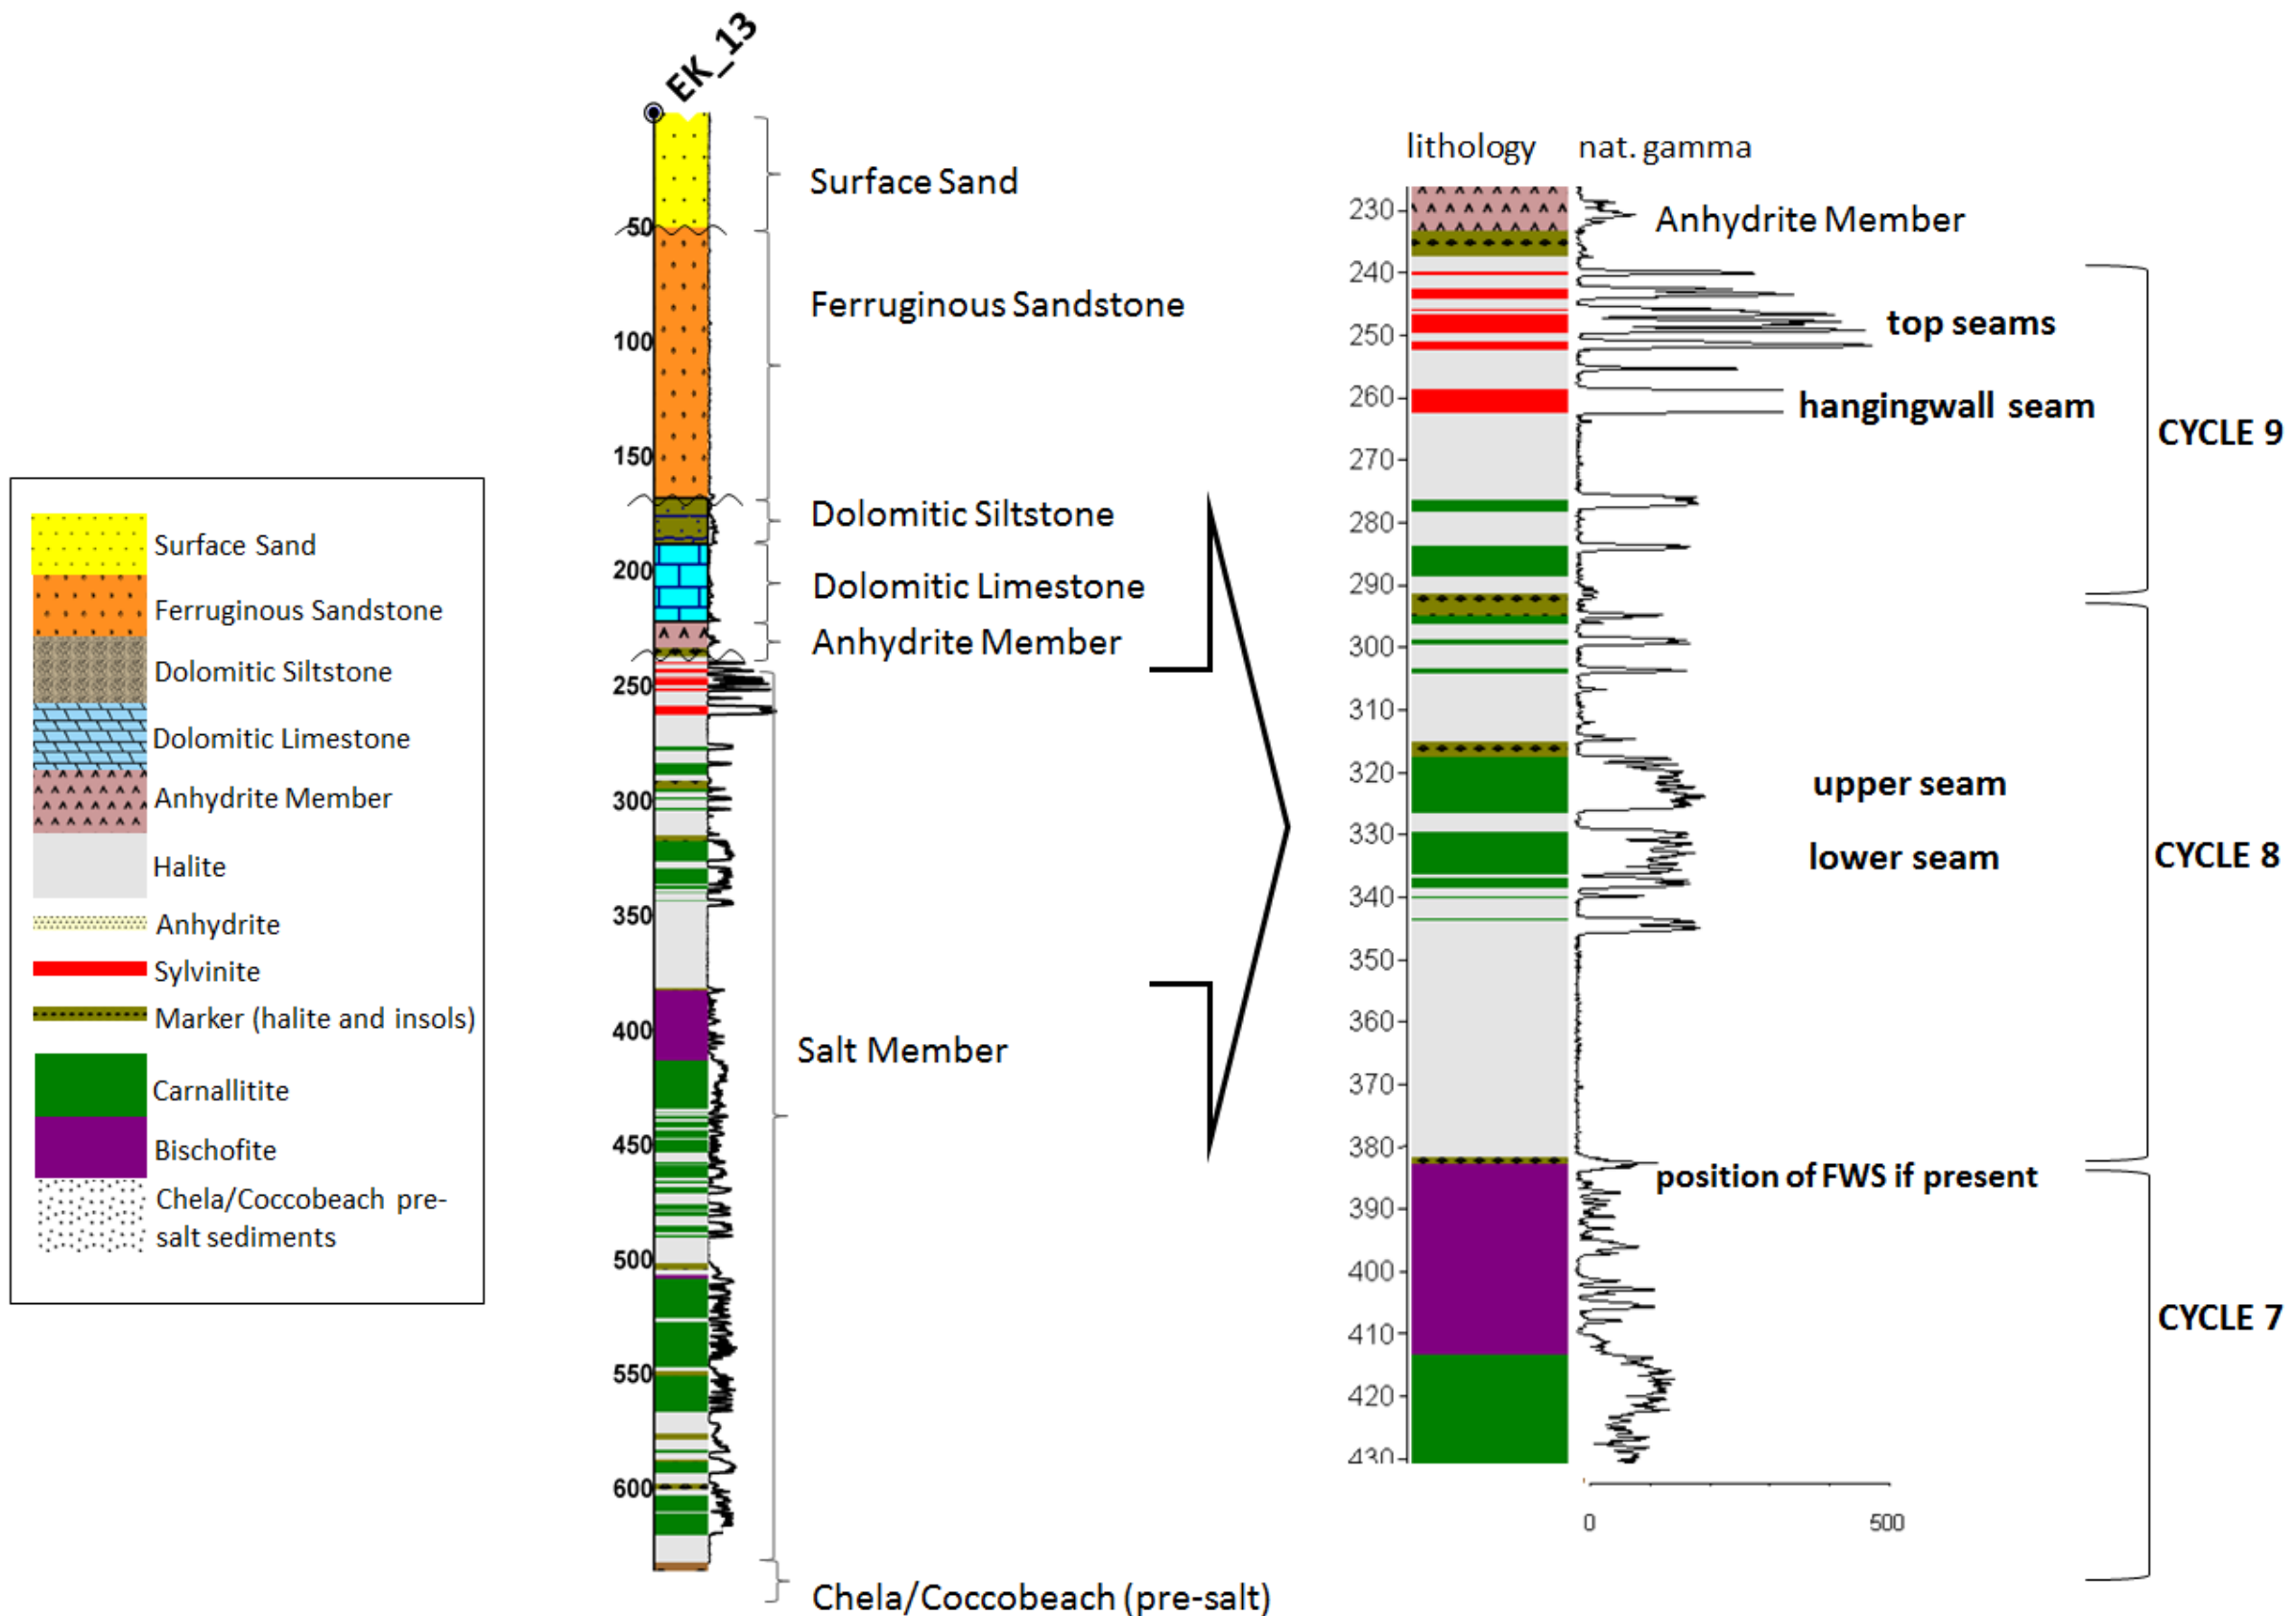 EK_13
Surface Sand
Ferruginous Sandstone
Dolomitic Siltstone
Dolomitic Limestone
Anhydrite Member
Salt Member
Chela/Coccobeach (pre-salt)
50
100
150
200
250
300
350
400
450
500
550
600
Surface Sand
Ferruginous Sandstone
Dolomitic Siltstone
Dolomitic Limestone
Anhydrite Member
Halite
Anhydrite
Sylvinite
Marker (halite and insols)
Carnallitite
Bischofite
Chela/Coccobeach pre-
salt sediments
lithology nat. gamma
230
240
250
260
270
280
290
300
310
320
330
340
350
360
370
380
390
400
410
420
430
Anhydrite Member
top seams
hangingwall seam
upper seam
lower seam
position of FWS if present
CYCLE 9
CYCLE 8
CYCLE 7
0 500